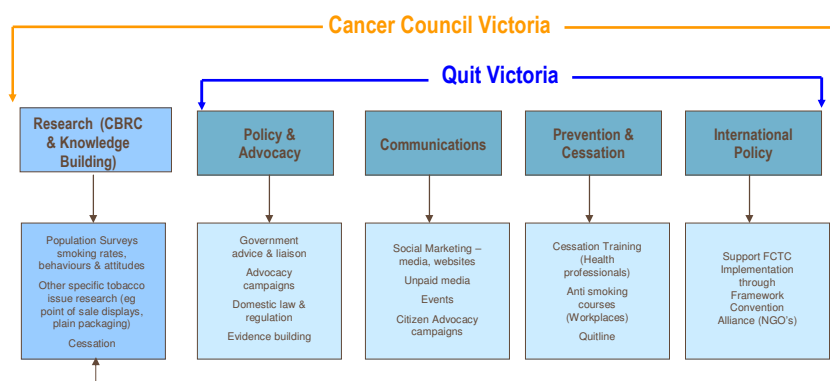 Cancer Council Victoria
Quit Victoria
Research (CBRC
& Knowledge
Building)
Policy &
Advocacy
Communications
Prevention &
Cessation
International
Policy
Population Surveys
smoking rates,
behaviours & attitudes
Other specific tobacco
issue research (eg
point of sale displays,
plain packaging)
Cessation
Government
advice & liaison
Advocacy
campaigns
Domestic law &
regulation
Evidence building
Social Marketing –
media, websites
Unpaid media
Events
Citizen Advocacy
campaigns
Cessation Training
(Health
professionals)
Anti smoking
courses
(Workplaces)
Quitline
Support FCTC
Implementation
through
Framework
Convention
Alliance (NGO's)